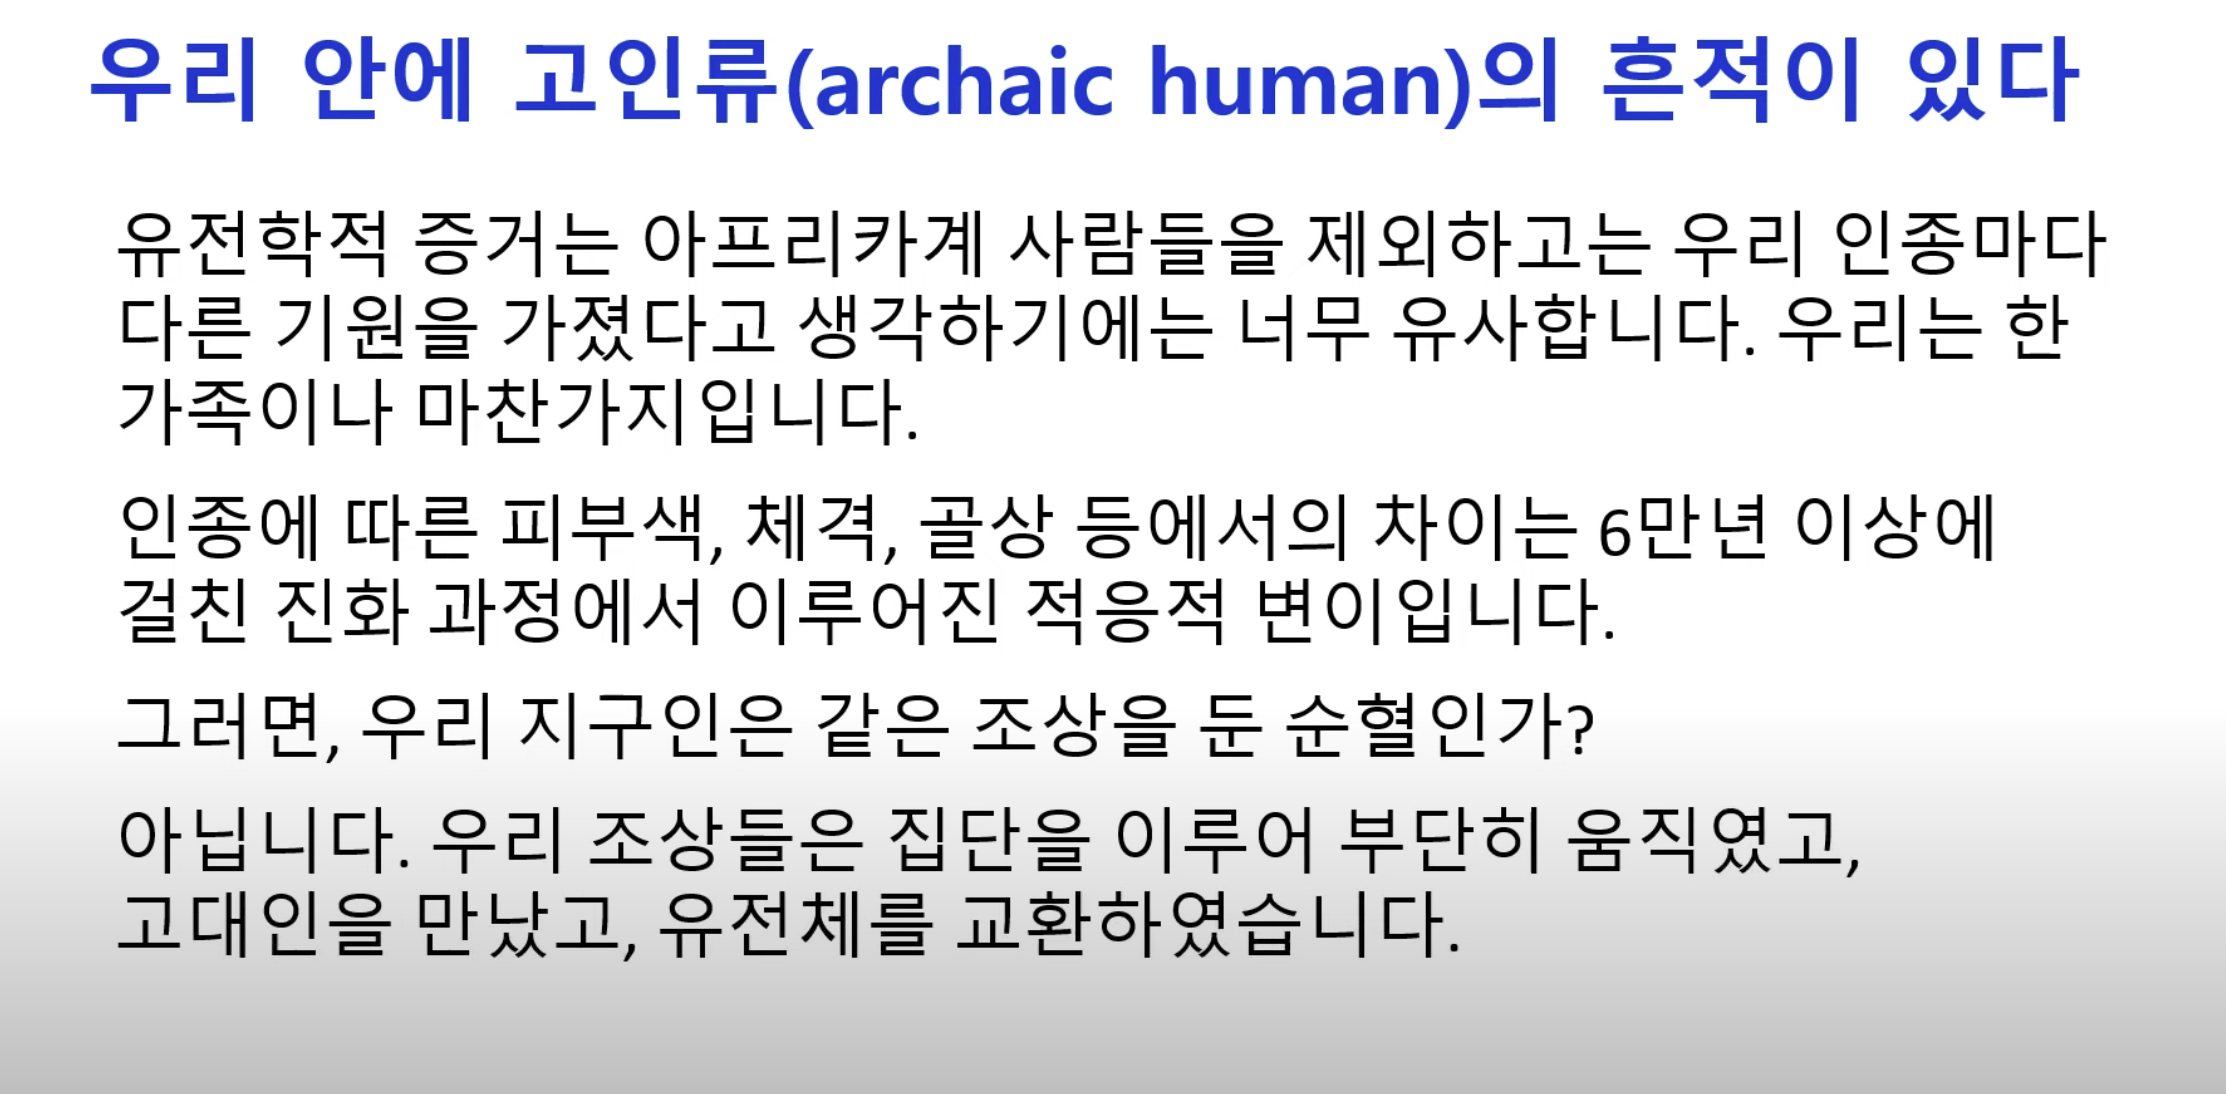 우리 안에 고인류(archaic human)의 흔적이 있다
유전학적 증거는 아프리카계 사람들을 제외하고는 우리 인종마다
다른 기원을 가졌다고 생각하기에는 너무 유사합니다. 우리는 한
가족이나 마찬가지입니다.
인종에 따른 피부색, 체격, 골상 등에서의 차이는 6만년 이상에
걸친 진화 과정에서 이루어진 적응적 변이입니다.
그러면, 우리 지구인은 같은 조상을 둔 순혈인가?
아닙니다. 우리 조상들은 집단을 이루어 부단히 움직였고,
고대인을 만났고, 유전체를 교환하였습니다.